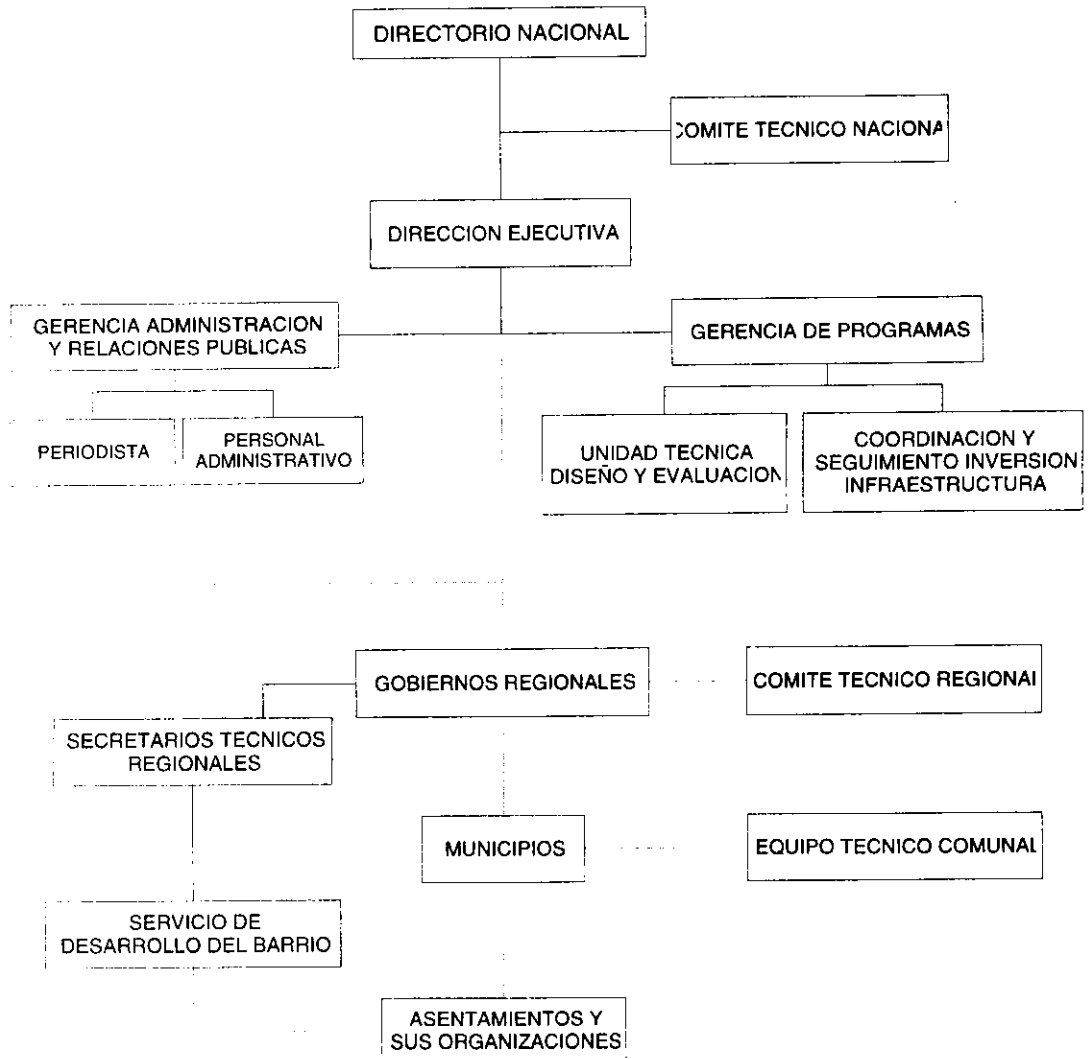 DIRECTORIO NACIONAL
COMITE TECNICO NACIONA
DIRECCION EJECUTIVA
GERENCIA ADMINISTRACION
Y RELACIONES PUBLICAS
GERENCIA DE PROGRAMAS
PERIODISTA
PERSONAL
ADMINISTRATIVO
UNIDAD TECNICA
DISEÑO Y EVALUACION
COORDINACION Y
SEGUIMIENTO INVERSION
INFRAESTRUCTURA
GOBIERNOS REGIONALES
COMITE TECNICO REGIONAL
SECRETARIOS TECNICOS
REGIONALES
MUNICIPIOS
EQUIPO TECNICO COMUNAL
SERVICIO DE
DESARROLLO DEL BARRIO
ASENTAMIENTOS Y
SUS ORGANIZACIONES